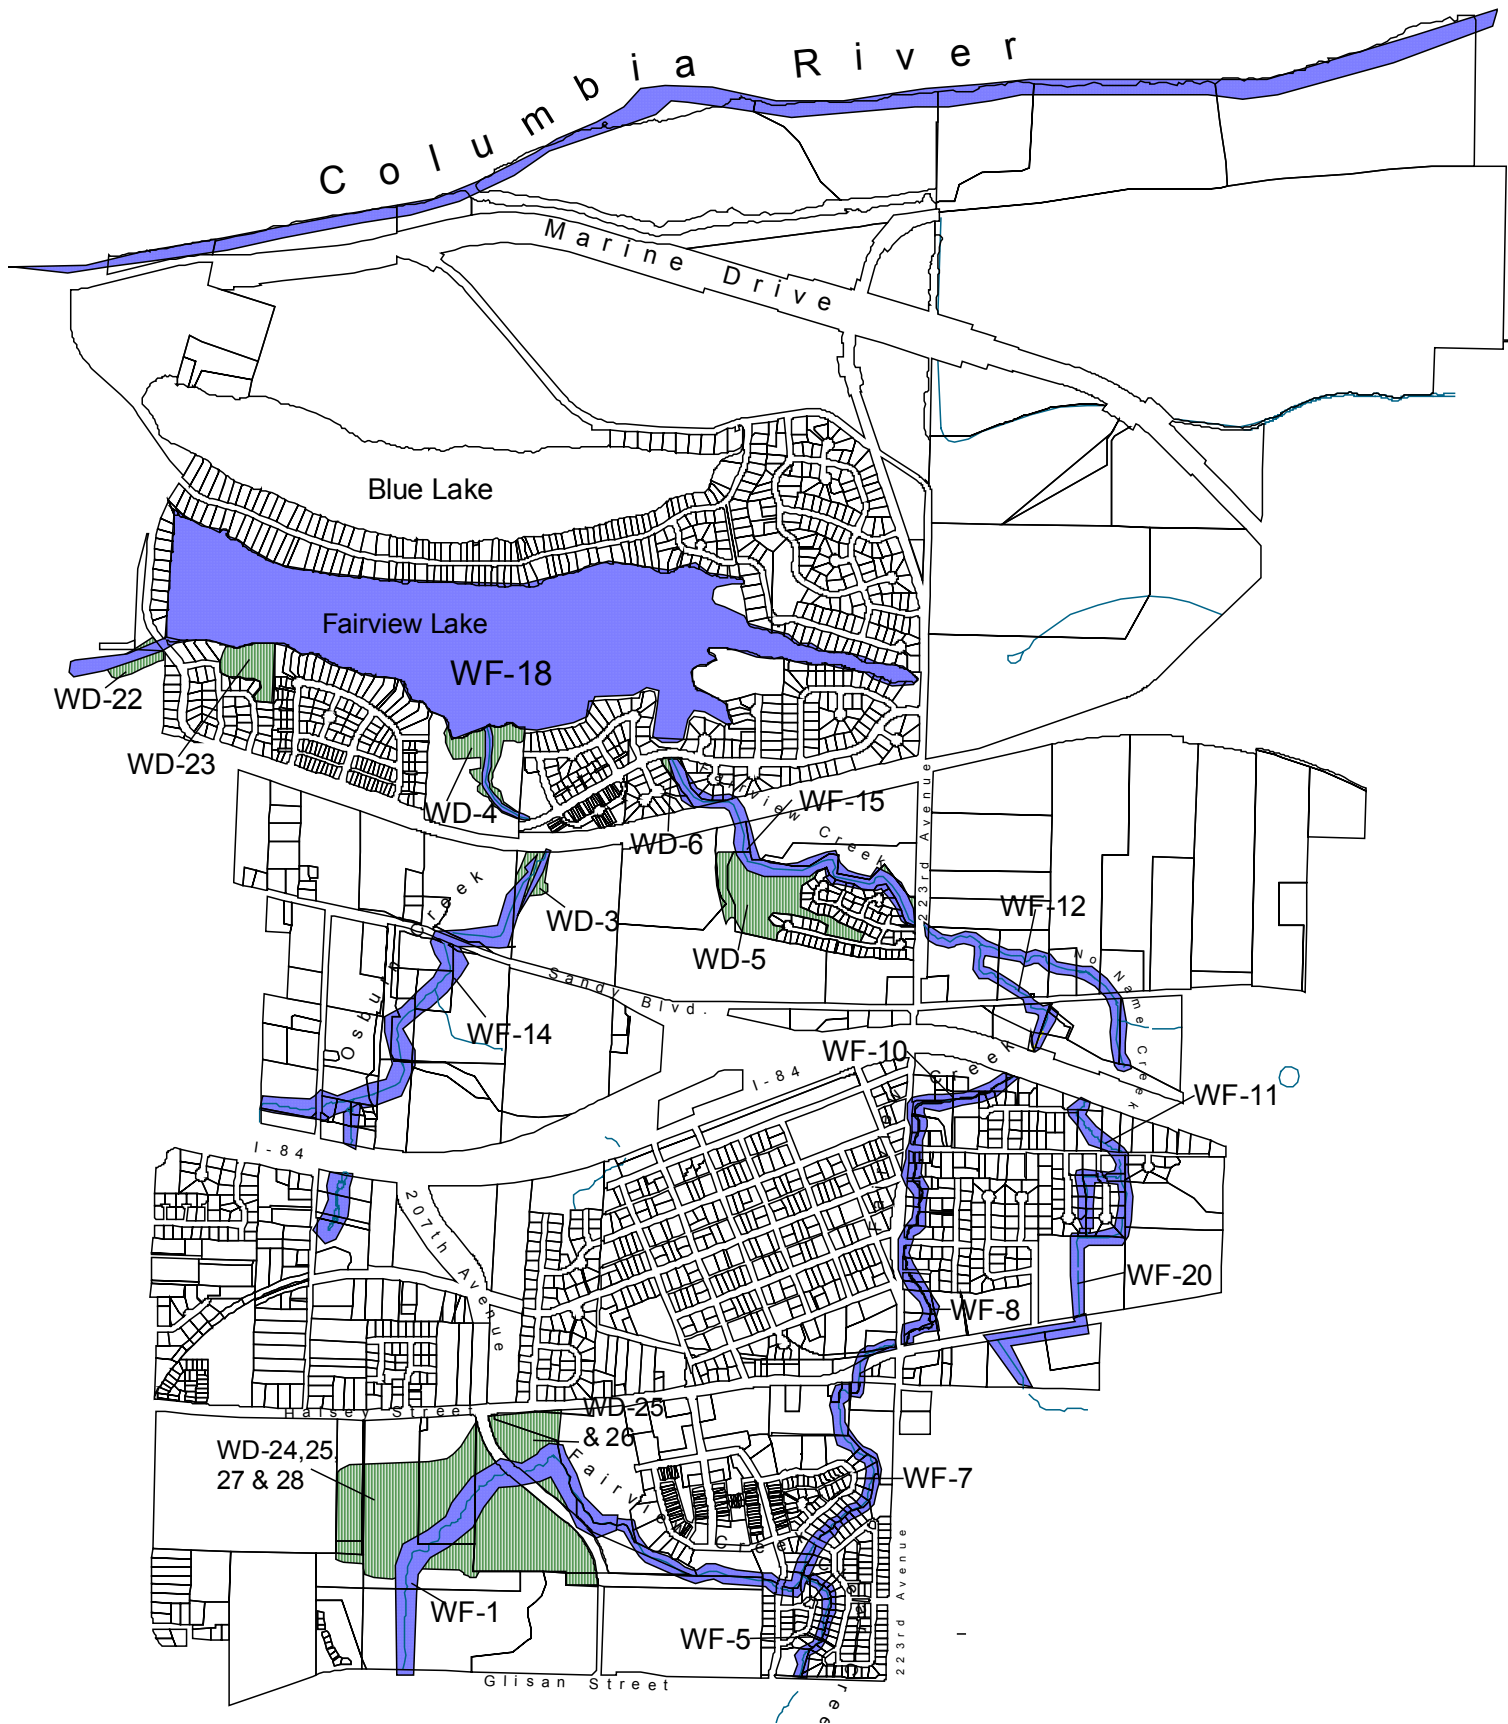 Columbia River
Marine Drive
Blue Lake
Fairview Lake
WF-18
WD-22
WD-23
WD-4
WD-6
Fairview Creek
WF-15
223rd Avenue
WF-12
WD-3
WD-5
No Name Creek
Osburn Creek
Sandy Blvd.
WF-14
WF-10
I-84
Creek
WF-11
I-84
207th Avenue
WF-20
WF-8
Halsey Street
WD-25
& 26
WD-24,25,
27 & 28
Fairview Creek
WF-7
WF-1
WF-5
223rd Avenue
Glisan Street